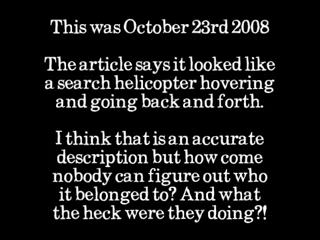 This was October 23rd 2008
The article says it looked like
a search helicopter hovering
and going back and forth.
I think that is an accurate
description but how come
nobody can figure out who
it belonged to? And what
the heck were they doing?!